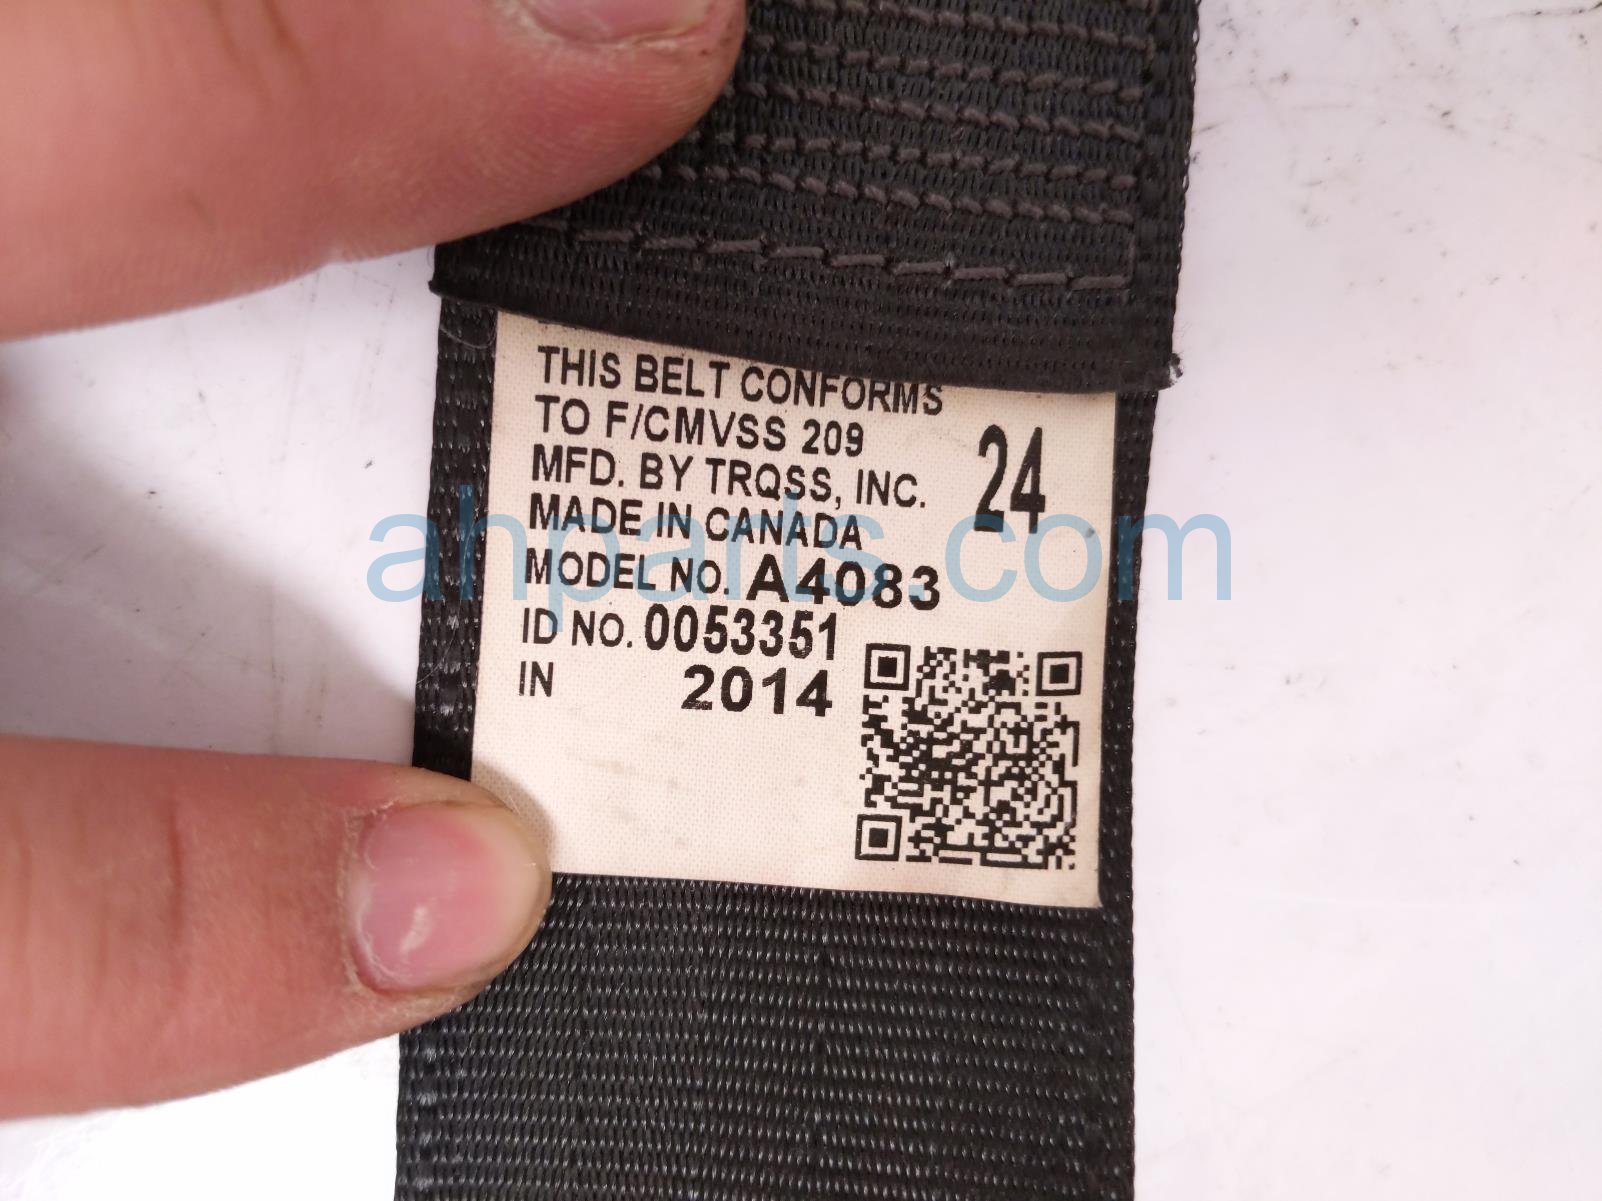 THIS BELT CONFORMS
TO F/CMVSS 209
MFD. BY TRQSS, INC. 24
MADE IN CANADA
MODEL NO. A4083
ID NO. 0053351
IN 2014
ahparts.com